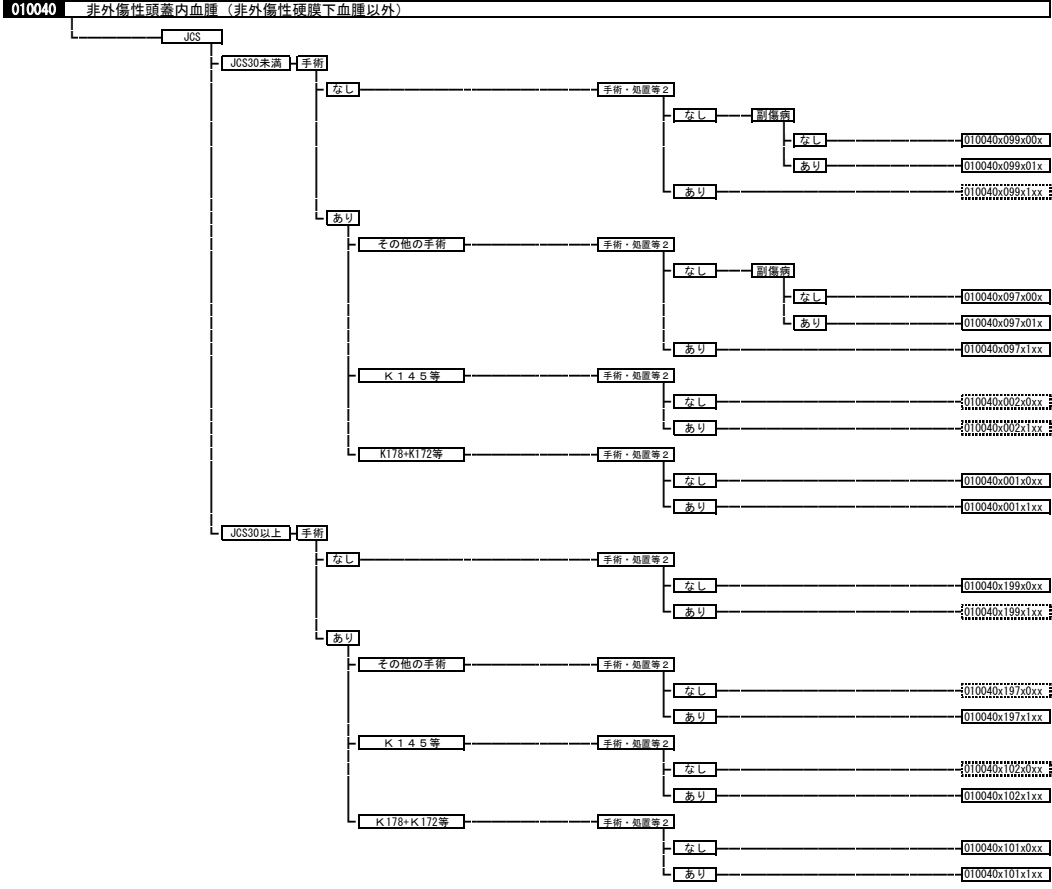 010040 非外傷性頭蓋内血腫（非外傷性硬膜下血腫以外）
JCS
JCS30未満 手術
なし 手術・処置等２
なし 副傷病
なし 010040x099x00x
あり 010040x099x01x
あり 010040x099x1xx
あり
その他の手術 手術・処置等２
なし 副傷病
なし 010040x097x00x
あり 010040x097x01x
あり 010040x097x1xx
Ｋ１４５等 手術・処置等２
なし 010040x002x0xx
あり 010040x002x1xx
K178+K172等 手術・処置等２
なし 010040x001x0xx
あり 010040x001x1xx
JCS30以上 手術
なし 手術・処置等２
なし 010040x199x0xx
あり 010040x199x1xx
あり
その他の手術 手術・処置等２
なし 010040x197x0xx
あり 010040x197x1xx
Ｋ１４５等 手術・処置等２
なし 010040x102x0xx
あり 010040x102x1xx
Ｋ178+Ｋ172等 手術・処置等２
なし 010040x101x0xx
あり 010040x101x1xx